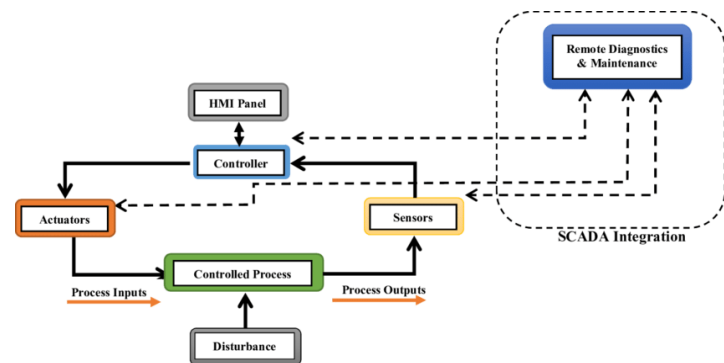 Remote Diagnostics
& Maintenance
HMI Panel
Controller
Actuators
Sensors
SCADA Integration
Controlled Process
Process Inputs
Process Outputs
Disturbance